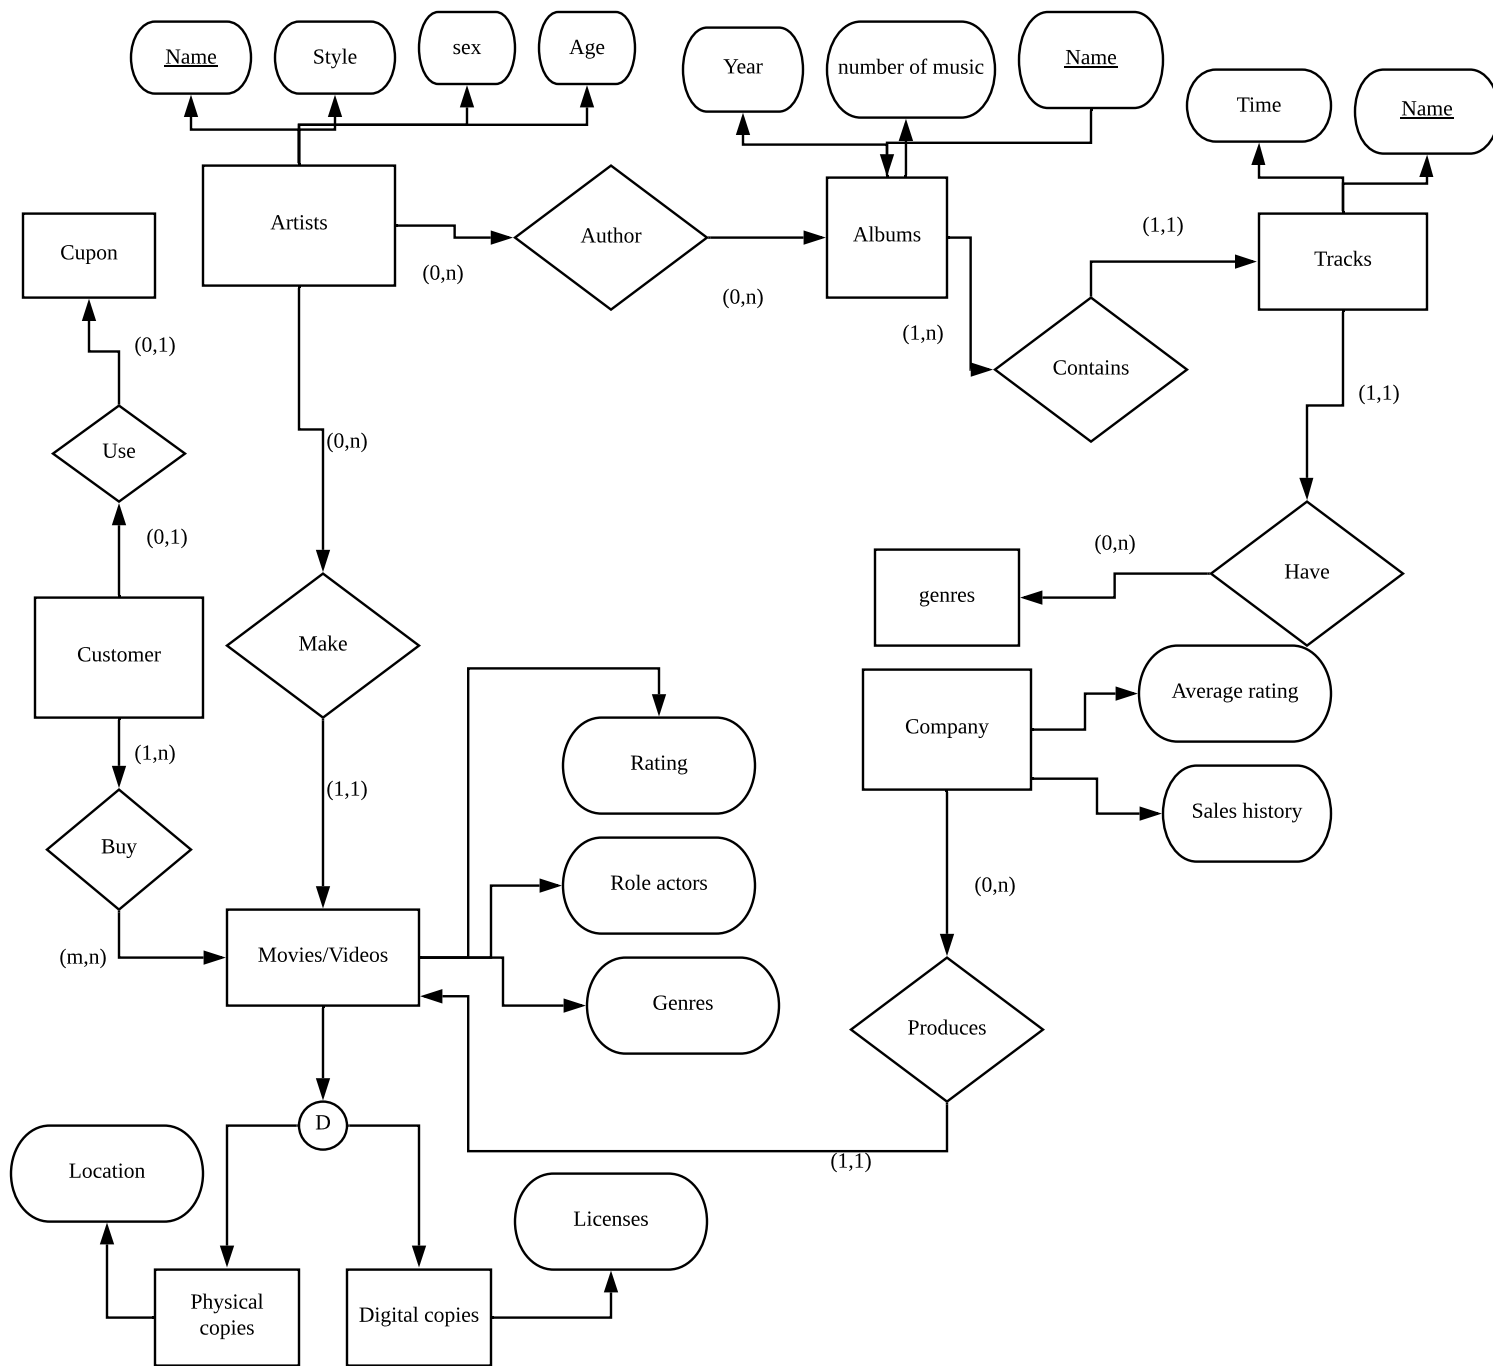 Name
Style
sex
Age
Year
number of music
Name
Time
Name
Artists
Author
Albums
Tracks
Cupon
(0,n)
(0,n)
(1,1)
(0,1)
(1,n)
Contains
(1,1)
Use
(0,n)
(0,1)
(0,n)
Have
genres
Customer
Make
Average rating
Company
(1,n)
Rating
(1,1)
Sales history
Buy
Role actors
(0,n)
(m,n)
Movies/Videos
Genres
Produces
D
(1,1)
Location
Licenses
Physical
copies
Digital copies